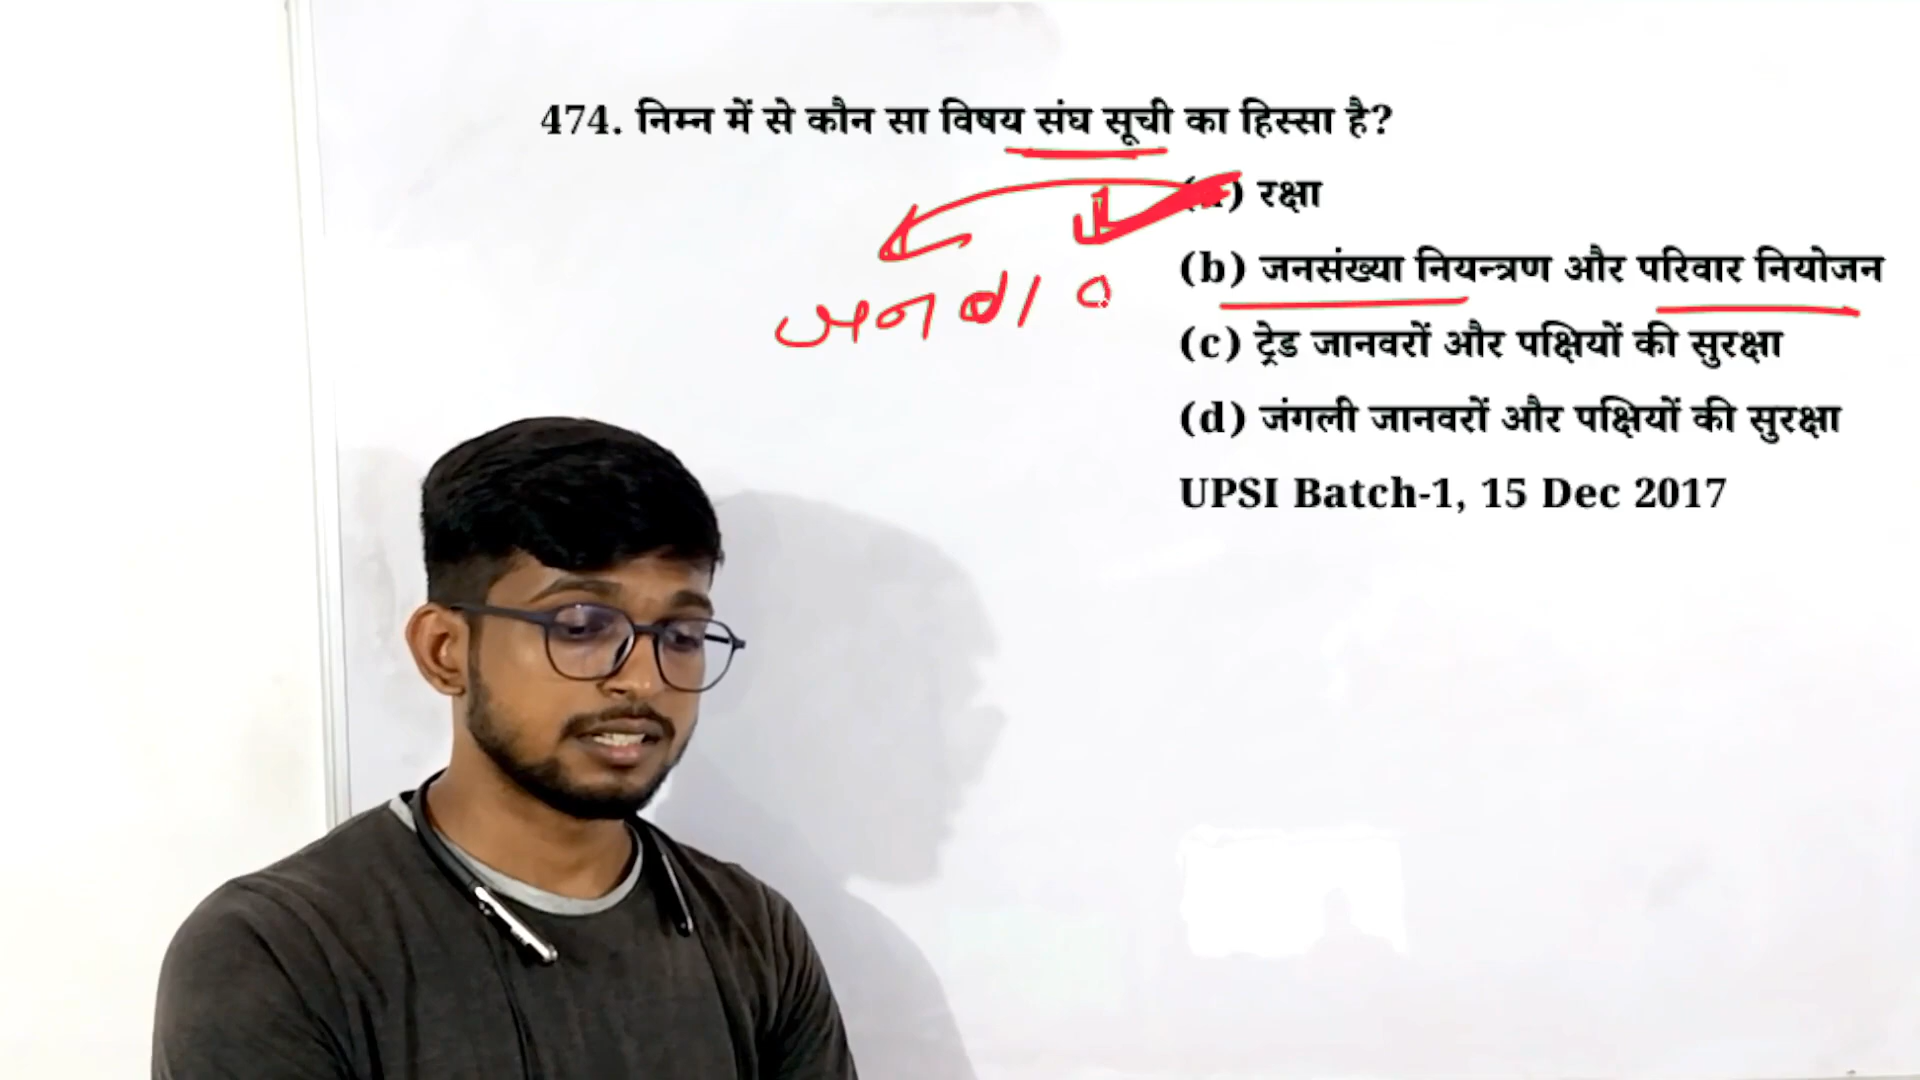 474. निम्न में से कौन सा विषय संघ सूची का हिस्सा है?
(a) रक्षा
(b) जनसंख्या नियन्त्रण और परिवार नियोजन
(c) ट्रेड जानवरों और पक्षियों की सुरक्षा
(d) जंगली जानवरों और पक्षियों की सुरक्षा
UPSI Batch-1, 15 Dec 2017